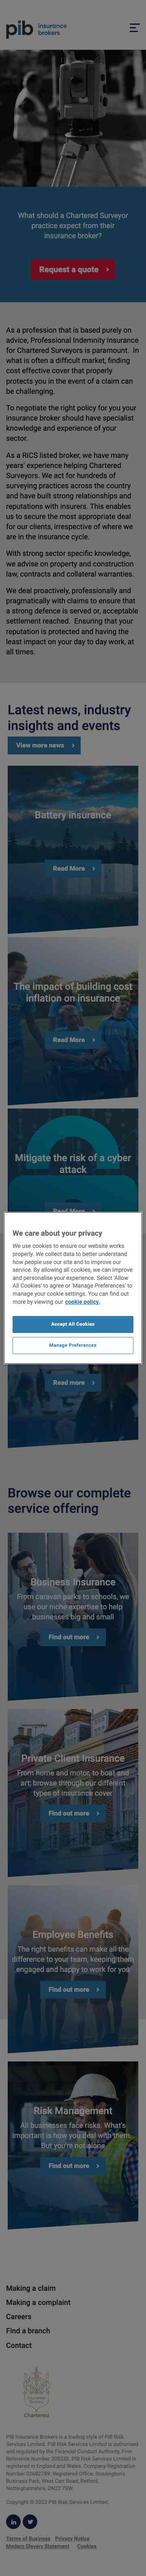 pib insurance
brokers
What should a Chartered Surveyor
practice expect from their
insurance broker?
Request a quote
As a profession that is based on providing
advice, Professional Indemnity Insurance
for Chartered Surveyors is important. In
what is often a difficult market, finding
effective cover that properly
protects you in the event of a claim can
be challenging.
To negotiate the right policy for you your
insurance broker should have specialist
knowledge and experience of your
sector.
As a RICS listed broker, we have many
years' experience helping Chartered
Surveyors. We act for hundreds of
surveying practices across the country
and have built strong relationships and
reputations with insurers. This enables
us to secure the most appropriate deal
for our clients, irrespective of where we
are in the insurance cycle.
With strong sector specific knowledge,
we advise on property and construction
law, contracts and collateral warranties.
We deal proactively, professionally and
pragmatically with claims to ensure that
a strong defence or early, acceptable
settlement reached. Ensuring that your
reputation is protected and having the
least impact on your day to day work, at
all times.
Latest news, industry
insights and events
View more news
Battery insurance
Read More
The impact of building cost
inflation on insurance
Read More
Mitigate the risk of a cyber
attack
Read More
We care about your privacy
We use cookies to ensure our website works
properly. We collect data to better understand
how people use our site and to improve their
experience. By allowing cookies, we can improve
and personalise your experience. Select 'Allow
All Cookies' to agree to or 'Manage Preferences' to
manage your cookie settings. You can find out
more by viewing our cookie policy.
Accept All Cookies
Manage Preferences
Read more
Browse our complete
service offering
Business Insurance
From caravan parks to schools, we
use our niche expertise to help
businesses big and small
Find out more
Private Client Insurance
From home and motor, to boat and
art; browse through our different
types of insurance cover
Find out more
Employee Benefits
The right benefits can make all the
difference to your team, keeping them
engaged and happy to work for you
Find out more
Risk Management
All businesses face risks. What's
important is how you deal with them.
But you're not alone
Find out more
Making a claim
Making a complaint
Careers
Find a branch
Contact
Chartered
PIB Insurance Brokers is a trading style of PIB Risk
Services Limited. PIB Risk Services Limited is authorised
and regulated by the Financial Conduct Authority, Firm
Reference Number 308333. PIB Risk Services Limited is
registered in England and Wales. Company Registration
Number 02682789. Registered Office: Rossington's
Business Park, West Carr Road, Retford,
Nottinghamshire, DN22 7SW.
Copyright © 2022 PIB Risk Services Limited.
Terms of Business Privacy Notice
Modern Slavery Statement Cookies